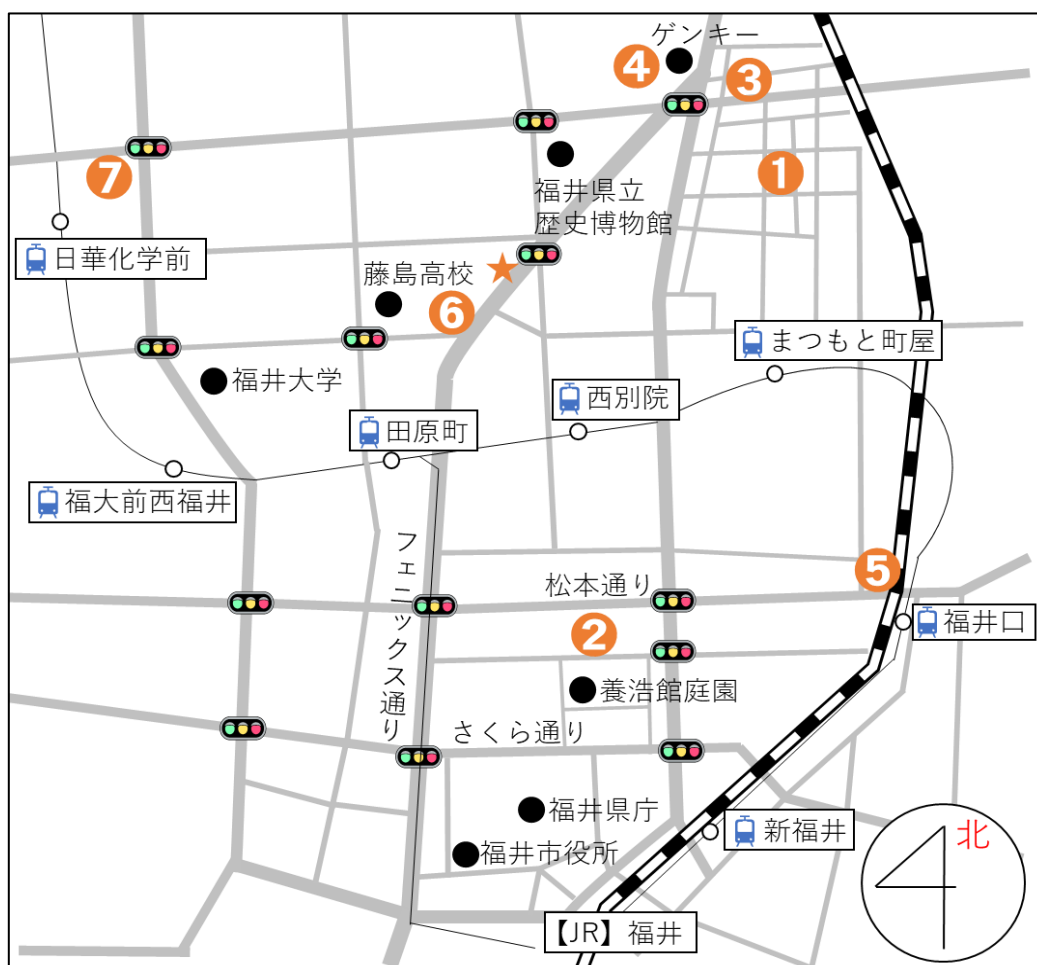 ゲンキー
4
3
7
1
福井県立
歴史博物館
日華化学前
藤島高校
6
まつもと町屋
福井大学
西別院
田原町
福大前西福井
フェニックス通り
松本通り
5
福井口
2
養浩館庭園
さくら通り
福井県庁
新福井
北
福井市役所
【JR】福井